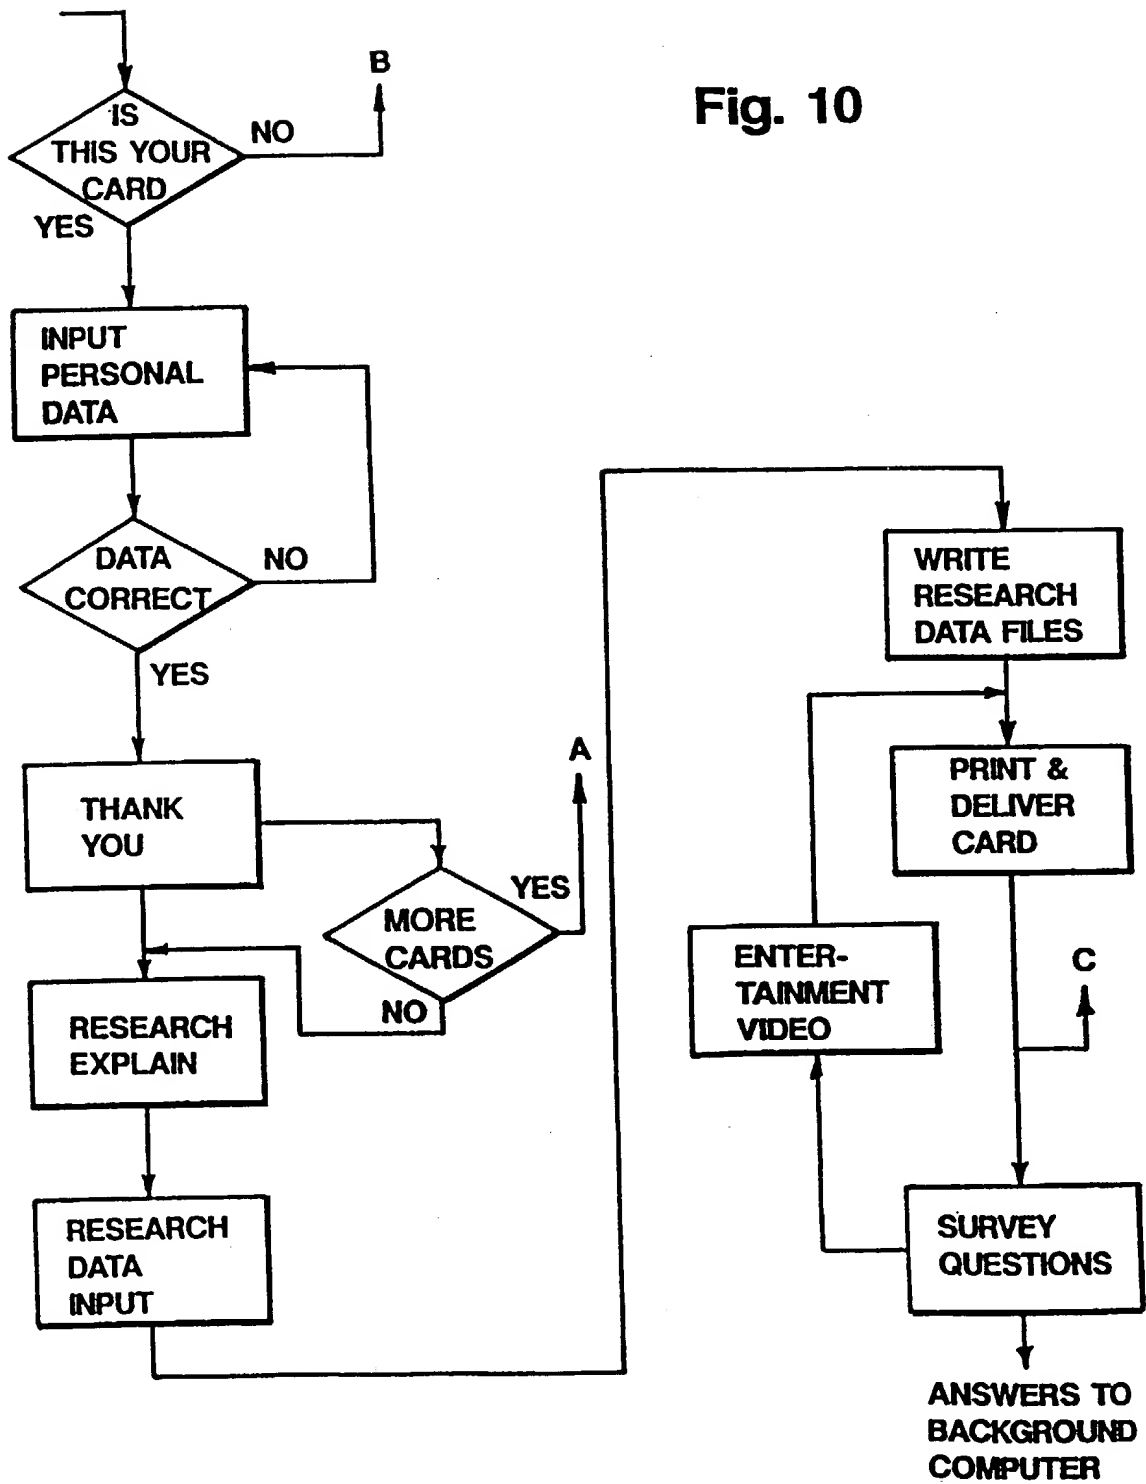 Fig. 10
B
IS
THIS YOUR
CARD
NO
YES
INPUT
PERSONAL
DATA
DATA
CORRECT
NO
YES
THANK
YOU
A
MORE
CARDS
YES
NO
RESEARCH
EXPLAIN
RESEARCH
DATA
INPUT
WRITE
RESEARCH
DATA FILES
PRINT &
DELIVER
CARD
ENTER-
TAINMENT
VIDEO
C
SURVEY
QUESTIONS
ANSWERS TO
BACKGROUND
COMPUTER